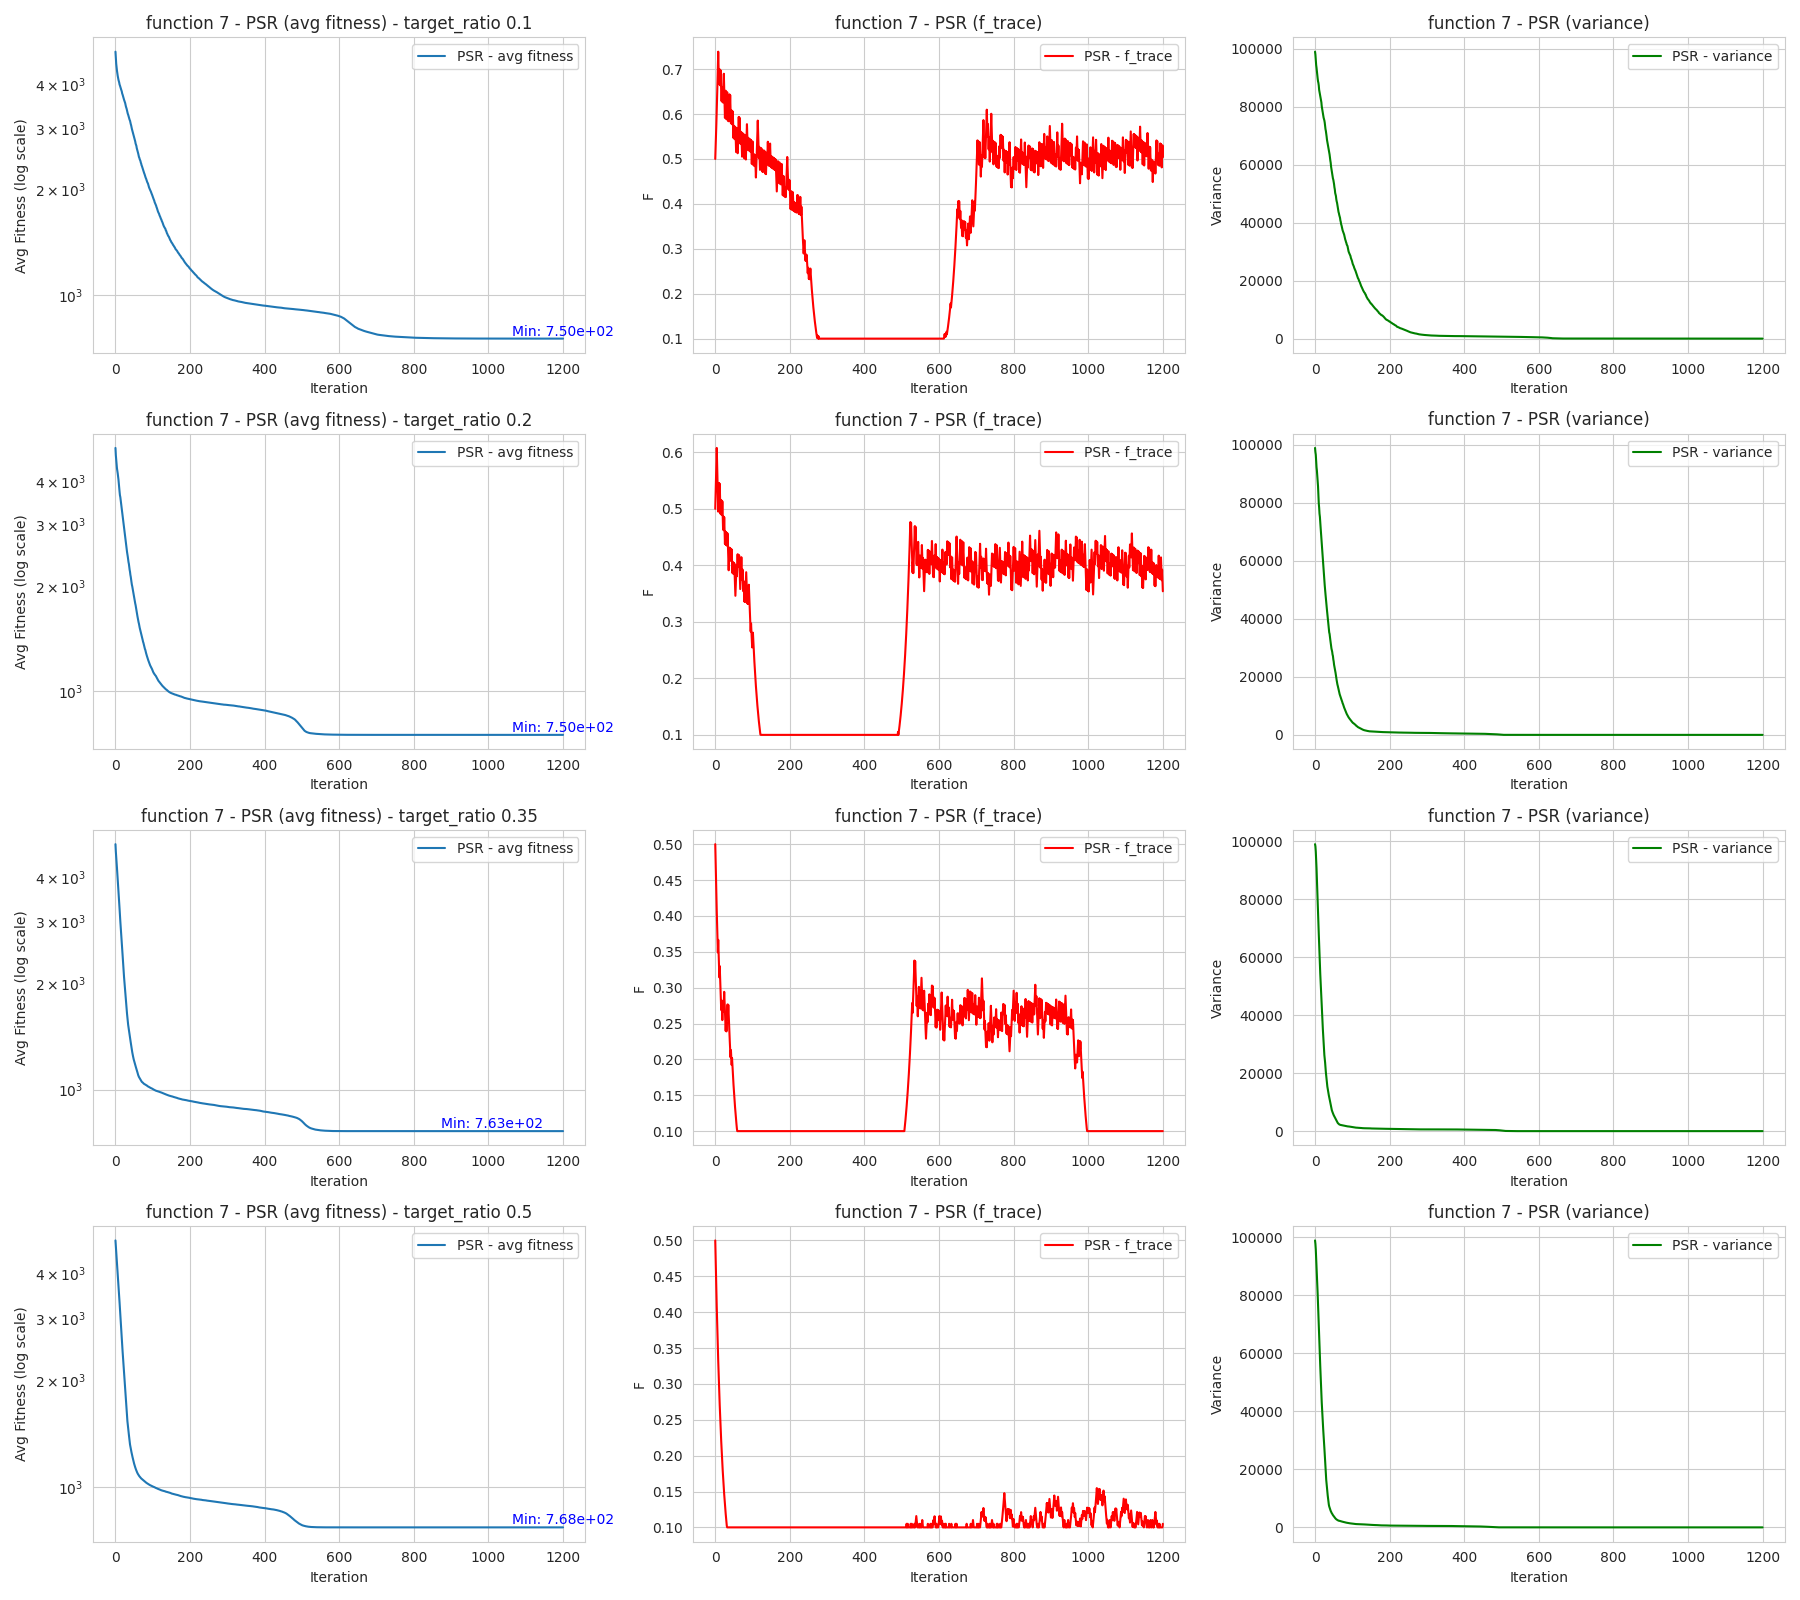 function 7 - PSR (avg fitness) - target_ratio 0.1
PSR - avg fitness
Avg Fitness (log scale)
4 × 10³
3 × 10³
2 × 10³
10³
Min: 7.50e+02
0 200 400 600 800 1000 1200
Iteration
function 7 - PSR (f_trace)
PSR - f_trace
F
0.7
0.6
0.5
0.4
0.3
0.2
0.1
0 200 400 600 800 1000 1200
Iteration
function 7 - PSR (variance)
PSR - variance
Variance
100000
80000
60000
40000
20000
0
0 200 400 600 800 1000 1200
Iteration
function 7 - PSR (avg fitness) - target_ratio 0.2
PSR - avg fitness
Avg Fitness (log scale)
4 × 10³
3 × 10³
2 × 10³
10³
Min: 7.50e+02
0 200 400 600 800 1000 1200
Iteration
function 7 - PSR (f_trace)
PSR - f_trace
F
0.6
0.5
0.4
0.3
0.2
0.1
0 200 400 600 800 1000 1200
Iteration
function 7 - PSR (variance)
PSR - variance
Variance
100000
80000
60000
40000
20000
0
0 200 400 600 800 1000 1200
Iteration
function 7 - PSR (avg fitness) - target_ratio 0.35
PSR - avg fitness
Avg Fitness (log scale)
4 × 10³
3 × 10³
2 × 10³
10³
Min: 7.63e+02
0 200 400 600 800 1000 1200
Iteration
function 7 - PSR (f_trace)
PSR - f_trace
F
0.50
0.45
0.40
0.35
0.30
0.25
0.20
0.15
0.10
0 200 400 600 800 1000 1200
Iteration
function 7 - PSR (variance)
PSR - variance
Variance
100000
80000
60000
40000
20000
0
0 200 400 600 800 1000 1200
Iteration
function 7 - PSR (avg fitness) - target_ratio 0.5
PSR - avg fitness
Avg Fitness (log scale)
4 × 10³
3 × 10³
2 × 10³
10³
Min: 7.68e+02
0 200 400 600 800 1000 1200
Iteration
function 7 - PSR (f_trace)
PSR - f_trace
F
0.50
0.45
0.40
0.35
0.30
0.25
0.20
0.15
0.10
0 200 400 600 800 1000 1200
Iteration
function 7 - PSR (variance)
PSR - variance
Variance
100000
80000
60000
40000
20000
0
0 200 400 600 800 1000 1200
Iteration